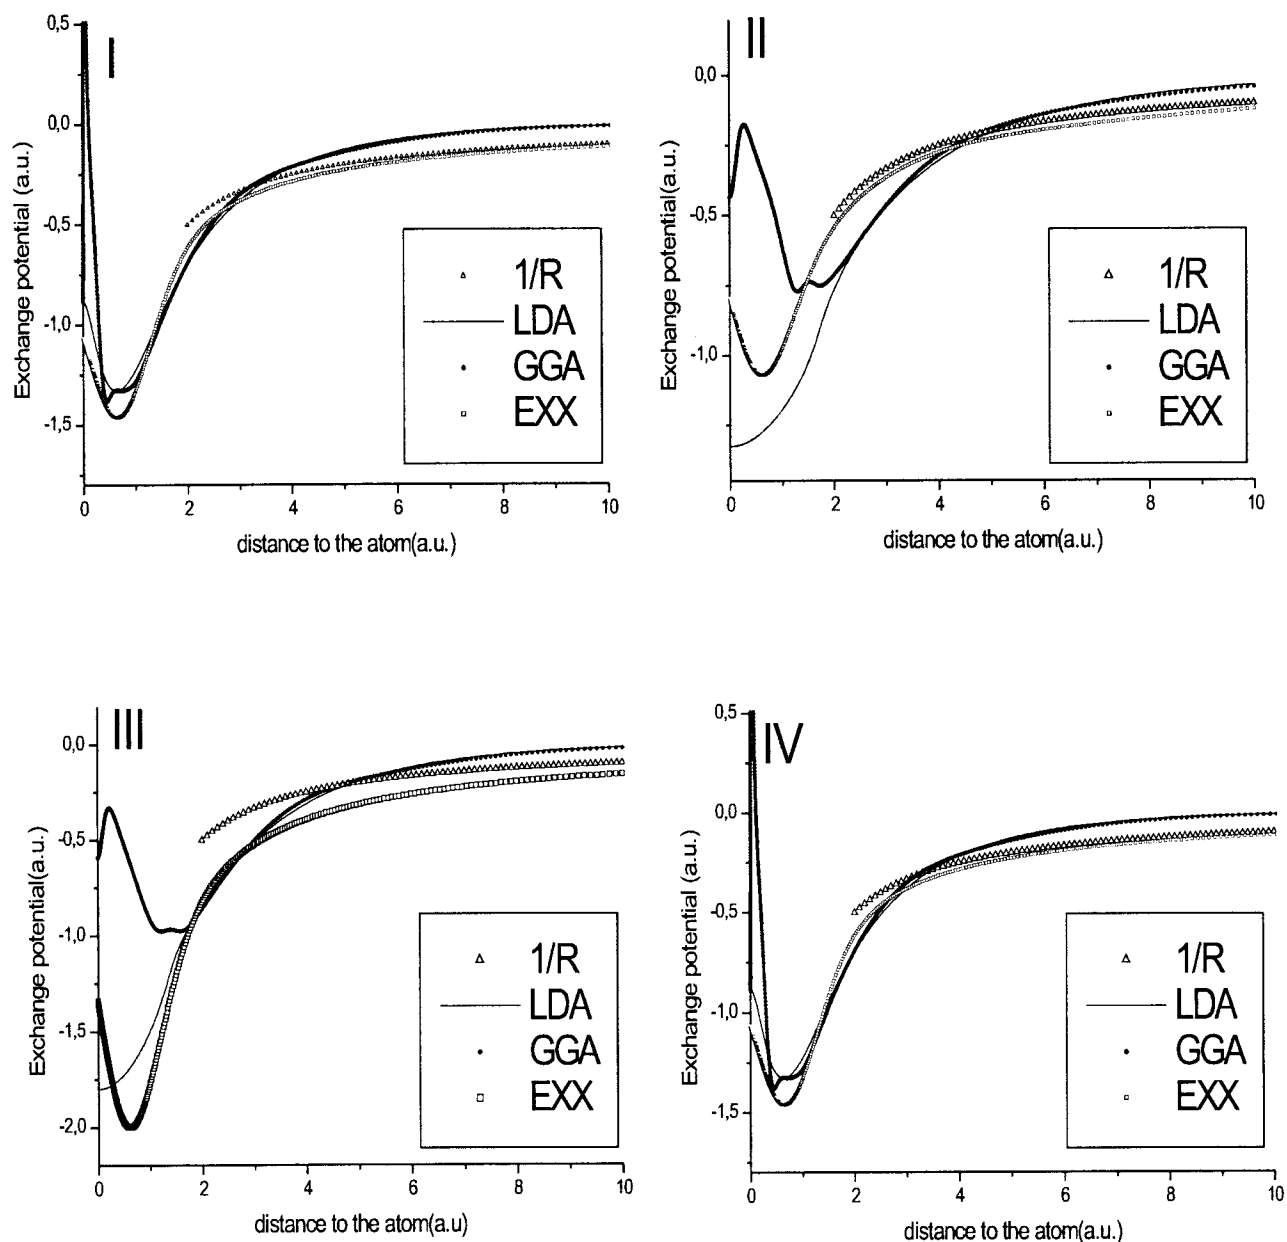 I
0,5
0,0
-0,5
-1,0
-1,5
Exchange potential (a.u.)
1/R
LDA
GGA
EXX
0 2 4 6 8 10
distance to the atom(a.u.)
II
0,0
-0,5
-1,0
Exchange potential(a.u.)
1/R
LDA
GGA
EXX
0 2 4 6 8 10
distance to the atom(a.u.)
III
0,0
-0,5
-1,0
-1,5
-2,0
Exchange potential (a.u.)
1/R
LDA
GGA
EXX
0 2 4 6 8 10
distance to the atom(a.u)
IV
0,5
0,0
-0,5
-1,0
-1,5
Exchange potential (a.u.)
1/R
LDA
GGA
EXX
0 2 4 6 8 10
distance to the atom(a.u.)